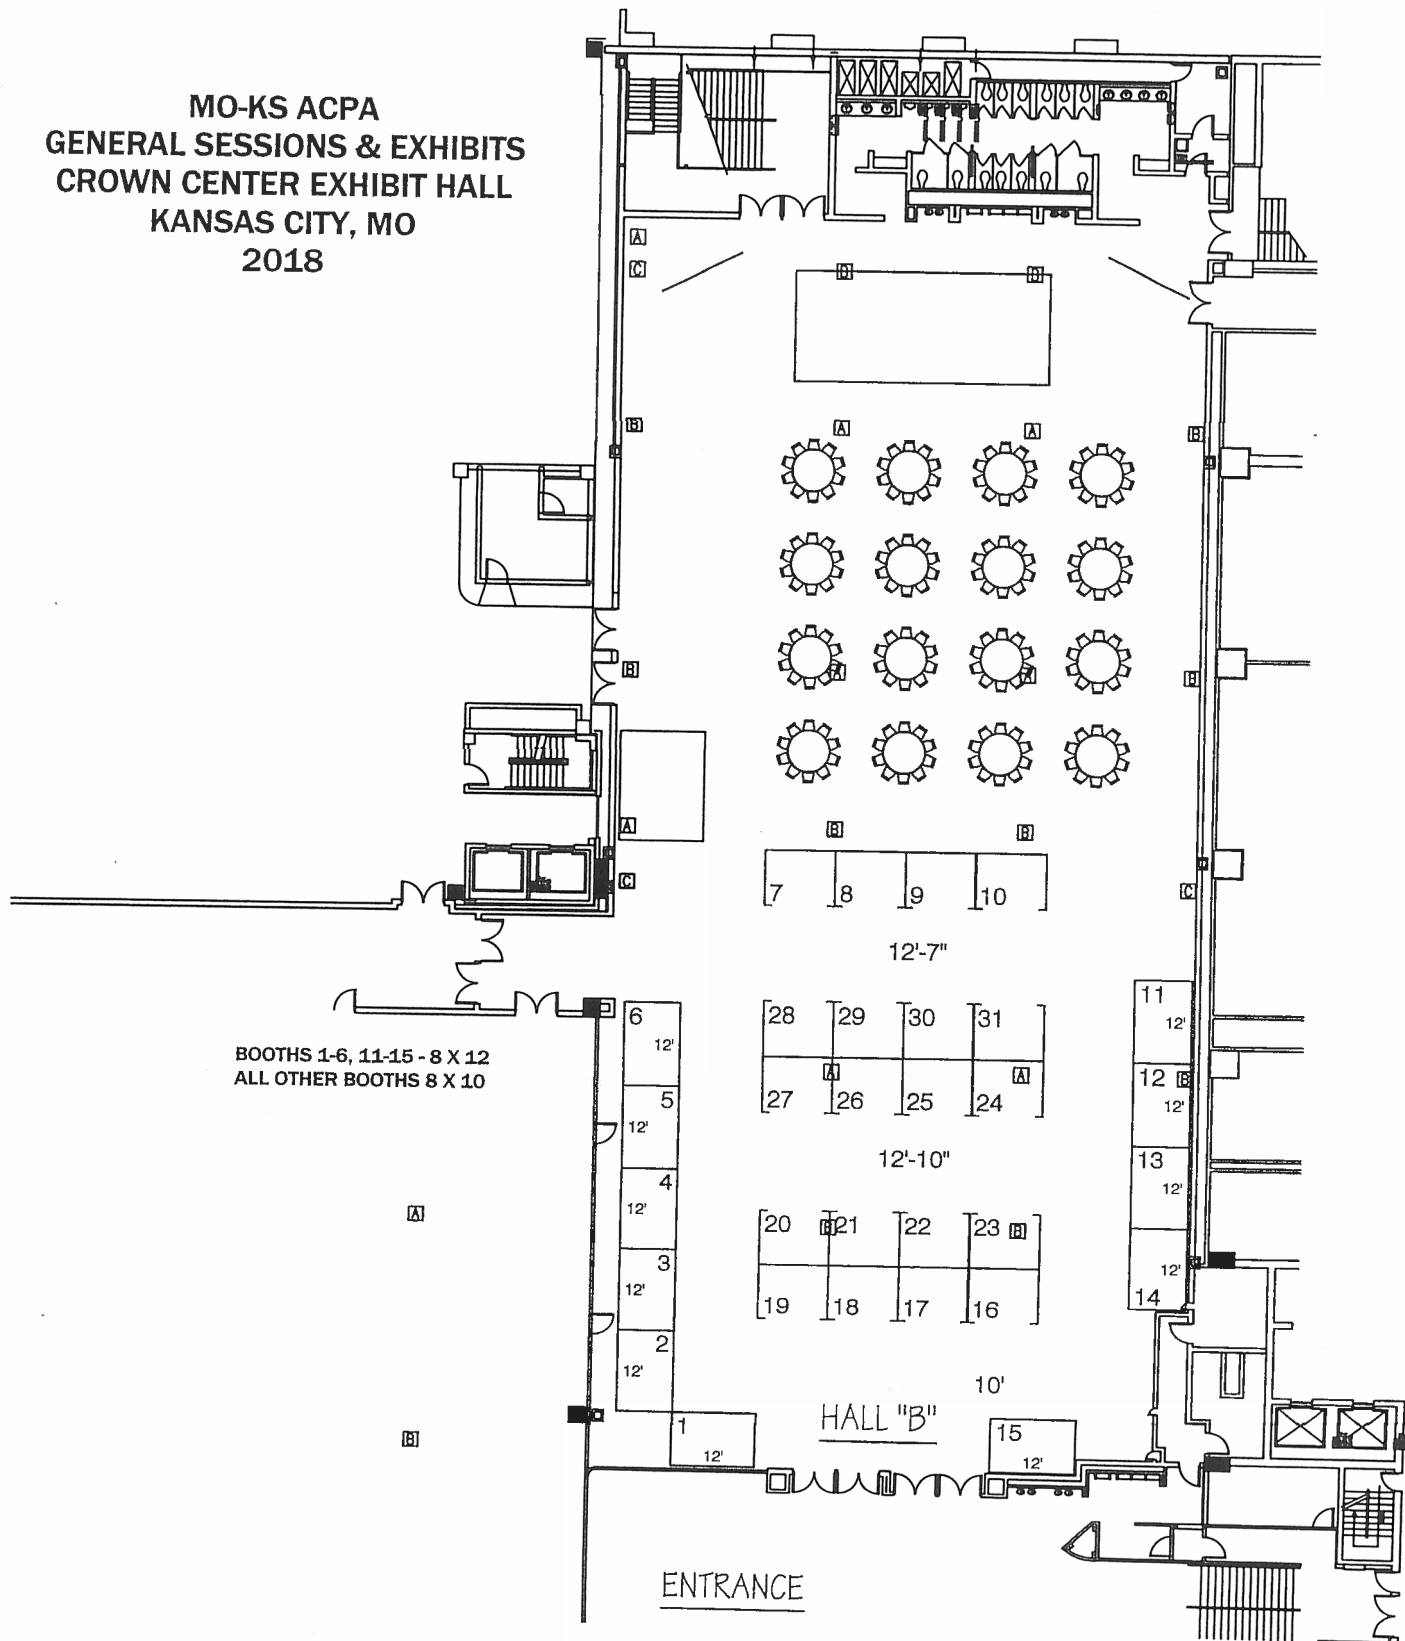 MO-KS ACPA
GENERAL SESSIONS & EXHIBITS
CROWN CENTER EXHIBIT HALL
KANSAS CITY, MO
2018
A
C
D D
B
A A
B
B
A A
B
A
B B
C
C
7 8 9 10
12'-7"
6
12'
28 29 30 31
11
12'
BOOTHS 1-6, 11-15 - 8 X 12
ALL OTHER BOOTHS 8 X 10
A A
5
12'
27 26 25 24
12 B
12'
12'-10"
4
12'
13
12'
A
20 B 21 22 23 B
3
12'
19 18 17 16
12'
14
2
12'
10'
HALL "B"
1
12'
15
12'
B
ENTRANCE